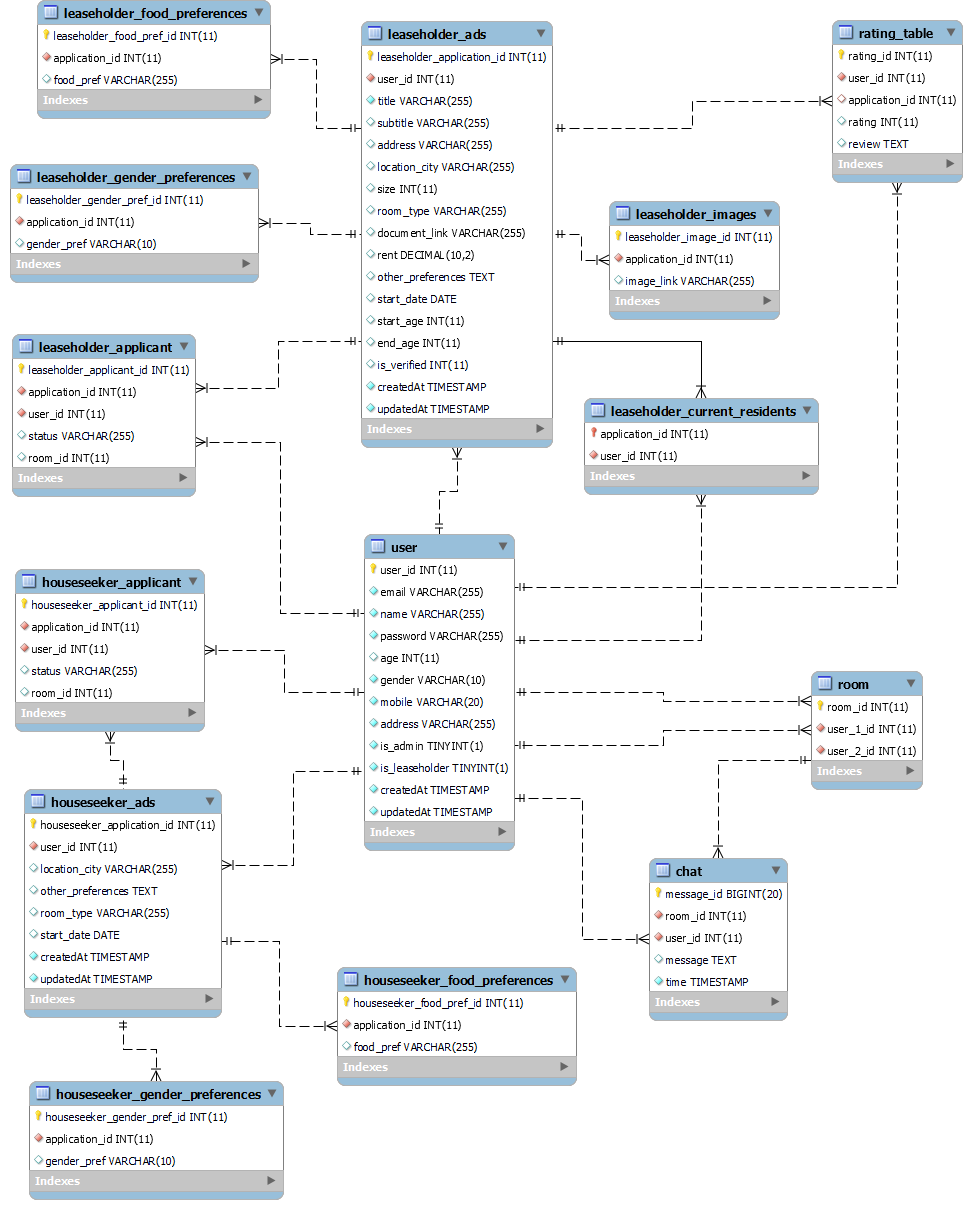 leaseholder_food_preferences
leaseholder_food_pref_id INT(11)
application_id INT(11)
food_pref VARCHAR(255)
Indexes
leaseholder_ads
leaseholder_application_id INT(11)
user_id INT(11)
title VARCHAR(255)
subtitle VARCHAR(255)
address VARCHAR(255)
location_city VARCHAR(255)
size INT(11)
room_type VARCHAR(255)
document_link VARCHAR(255)
rent DECIMAL(10,2)
other_preferences TEXT
start_date DATE
start_age INT(11)
end_age INT(11)
is_verified INT(11)
createdAt TIMESTAMP
updatedAt TIMESTAMP
Indexes
rating_table
rating_id INT(11)
user_id INT(11)
application_id INT(11)
rating INT(11)
review TEXT
Indexes
leaseholder_gender_preferences
leaseholder_gender_pref_id INT(11)
application_id INT(11)
gender_pref VARCHAR(10)
Indexes
leaseholder_images
leaseholder_image_id INT(11)
application_id INT(11)
image_link VARCHAR(255)
Indexes
leaseholder_applicant
leaseholder_applicant_id INT(11)
application_id INT(11)
user_id INT(11)
status VARCHAR(255)
room_id INT(11)
Indexes
leaseholder_current_residents
application_id INT(11)
user_id INT(11)
Indexes
user
user_id INT(11)
email VARCHAR(255)
name VARCHAR(255)
password VARCHAR(255)
age INT(11)
gender VARCHAR(10)
mobile VARCHAR(20)
address VARCHAR(255)
is_admin TINYINT(1)
is_leaseholder TINYINT(1)
createdAt TIMESTAMP
updatedAt TIMESTAMP
Indexes
houseseeker_applicant
houseseeker_applicant_id INT(11)
application_id INT(11)
user_id INT(11)
status VARCHAR(255)
room_id INT(11)
Indexes
room
room_id INT(11)
user_1_id INT(11)
user_2_id INT(11)
Indexes
houseseeker_ads
houseseeker_application_id INT(11)
user_id INT(11)
location_city VARCHAR(255)
other_preferences TEXT
room_type VARCHAR(255)
start_date DATE
createdAt TIMESTAMP
updatedAt TIMESTAMP
Indexes
chat
message_id BIGINT(20)
room_id INT(11)
user_id INT(11)
message TEXT
time TIMESTAMP
Indexes
houseseeker_food_preferences
houseseeker_food_pref_id INT(11)
application_id INT(11)
food_pref VARCHAR(255)
Indexes
houseseeker_gender_preferences
houseseeker_gender_pref_id INT(11)
application_id INT(11)
gender_pref VARCHAR(10)
Indexes